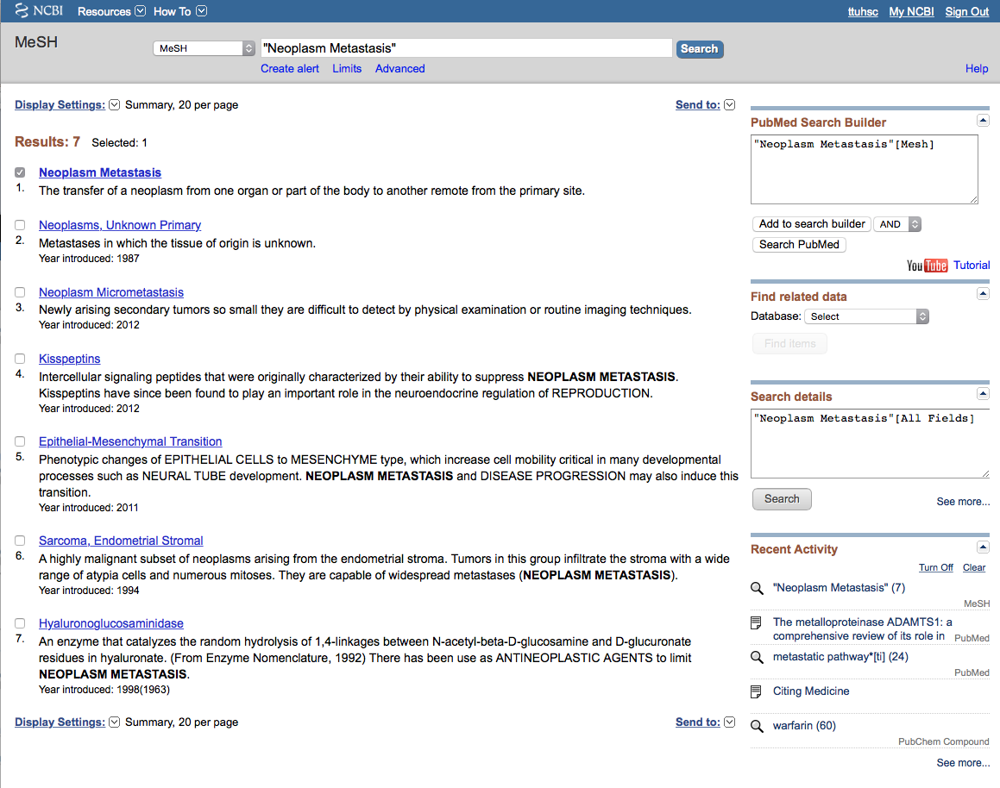 NCBI Resources How To ttuhsc My NCBI Sign Out
MeSH
MeSH "Neoplasm Metastasis" Search
Create alert Limits Advanced
Help
Display Settings: Summary, 20 per page Send to:
Results: 7 Selected: 1
Neoplasm Metastasis
1. The transfer of a neoplasm from one organ or part of the body to another remote from the primary site.
Neoplasms, Unknown Primary
2. Metastases in which the tissue of origin is unknown.
Year introduced: 1987
Neoplasm Micrometastasis
3. Newly arising secondary tumors so small they are difficult to detect by physical examination or routine imaging techniques.
Year introduced: 2012
Kisspeptins
4. Intercellular signaling peptides that were originally characterized by their ability to suppress NEOPLASM METASTASIS.
Kisspeptins have since been found to play an important role in the neuroendocrine regulation of REPRODUCTION.
Year introduced: 2012
Epithelial-Mesenchymal Transition
5. Phenotypic changes of EPITHELIAL CELLS to MESENCHYME type, which increase cell mobility critical in many developmental
processes such as NEURAL TUBE development. NEOPLASM METASTASIS and DISEASE PROGRESSION may also induce this
transition.
Year introduced: 2011
Sarcoma, Endometrial Stromal
6. A highly malignant subset of neoplasms arising from the endometrial stroma. Tumors in this group infiltrate the stroma with a wide
range of atypia cells and numerous mitoses. They are capable of widespread metastases (NEOPLASM METASTASIS).
Year introduced: 1994
Hyaluronoglucosaminidase
7. An enzyme that catalyzes the random hydrolysis of 1,4-linkages between N-acetyl-beta-D-glucosamine and D-glucuronate
residues in hyaluronate. (From Enzyme Nomenclature, 1992) There has been use as ANTINEOPLASTIC AGENTS to limit
NEOPLASM METASTASIS.
Year introduced: 1998(1963)
Display Settings: Summary, 20 per page Send to:
PubMed Search Builder
"Neoplasm Metastasis"[Mesh]
Add to search builder AND
Search PubMed
YouTube Tutorial
Find related data
Database: Select
Find items
Search details
"Neoplasm Metastasis"[All Fields]
Search See more...
Recent Activity
Turn Off Clear
"Neoplasm Metastasis" (7)
MeSH
The metalloproteinase ADAMTS1: a
comprehensive review of its role in PubMed
metastatic pathway*[ti] (24)
PubMed
Citing Medicine
warfarin (60)
PubChem Compound
See more...